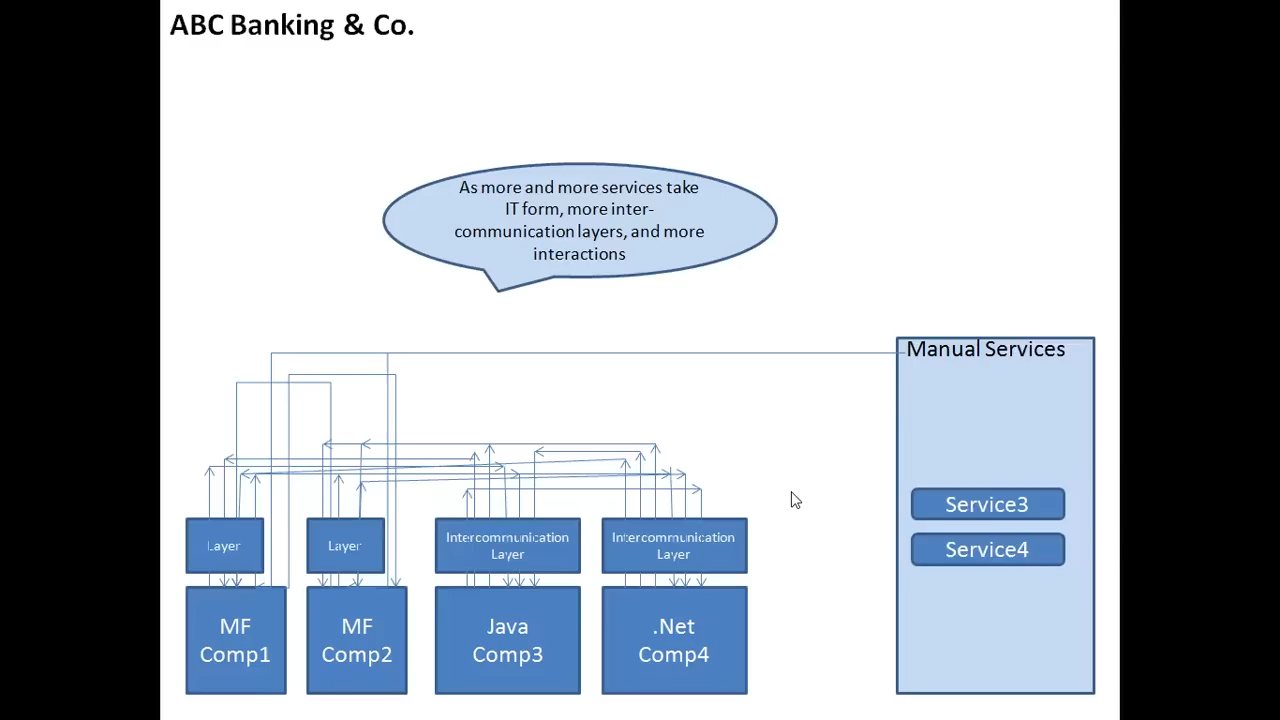 ABC Banking & Co.
As more and more services take
IT form, more inter-
communication layers, and more
interactions
Manual Services
Service3
Service4
Layer
Layer
Intercommunication
Layer
Intercommunication
Layer
MF
Comp1
MF
Comp2
Java
Comp3
.Net
Comp4